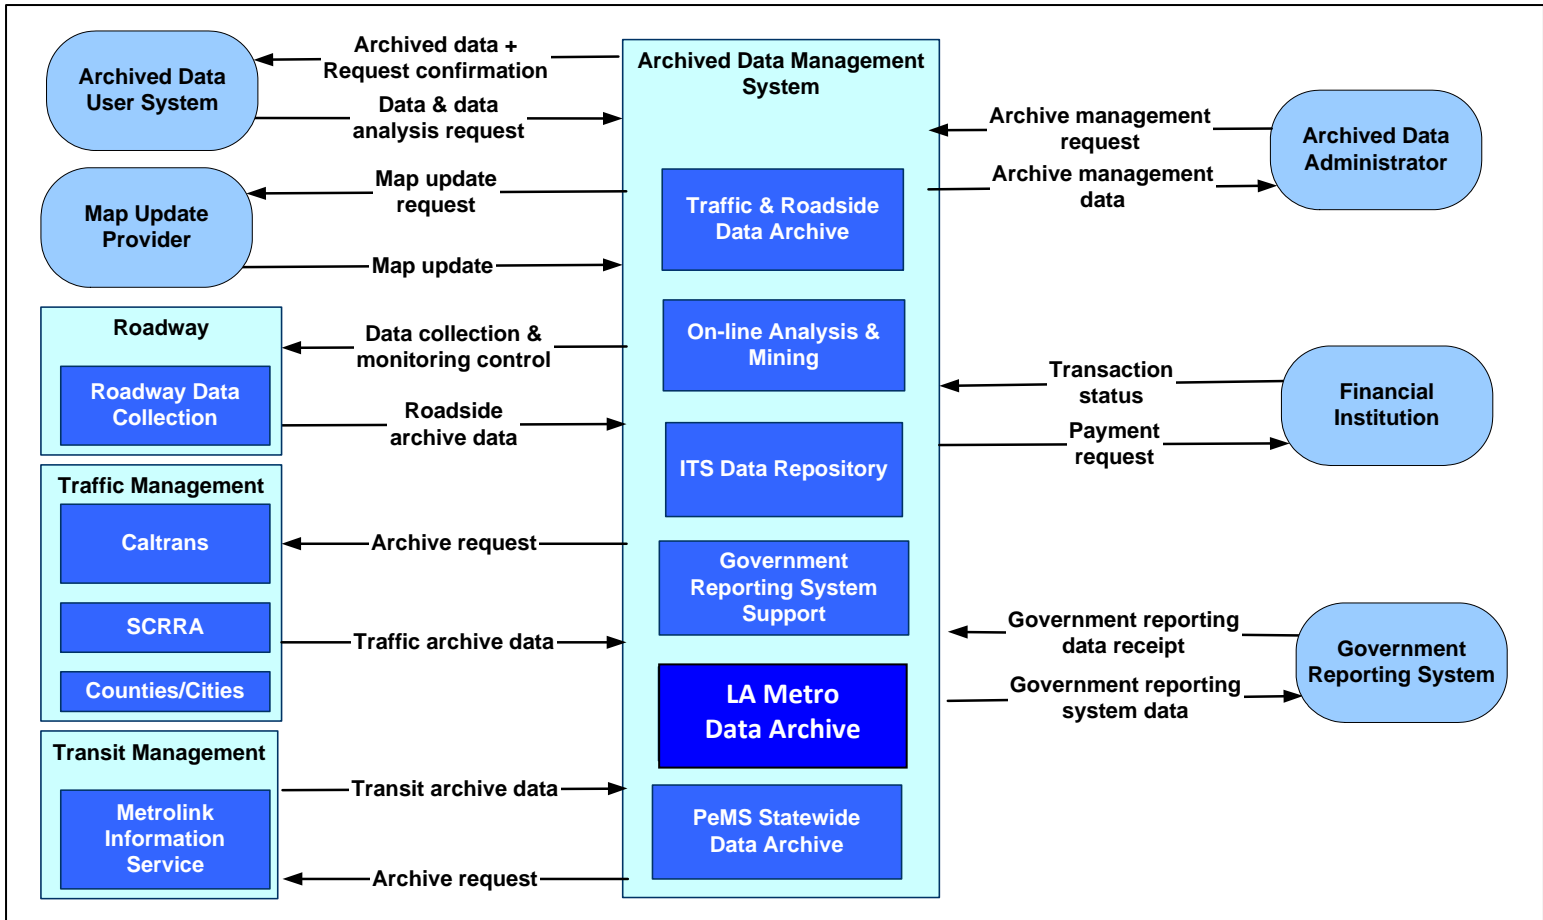 Archived Data
User System
Archived data +
Request confirmation
Data & data
analysis request
Map Update
Provider
Map update
request
Map update
Roadway
Roadway Data
Collection
Data collection &
monitoring control
Roadside
archive data
Traffic Management
Caltrans
SCRRA
Counties/Cities
Archive request
Traffic archive data
Transit Management
Metrolink
Information
Service
Transit archive data
Archive request
Archived Data Management
System
Traffic & Roadside
Data Archive
On-line Analysis &
Mining
ITS Data Repository
Government
Reporting System
Support
LA Metro
Data Archive
PeMS Statewide
Data Archive
Archive management
request
Archive management
data
Archived Data
Administrator
Transaction
status
Payment
request
Financial
Institution
Government reporting
data receipt
Government reporting
system data
Government
Reporting System